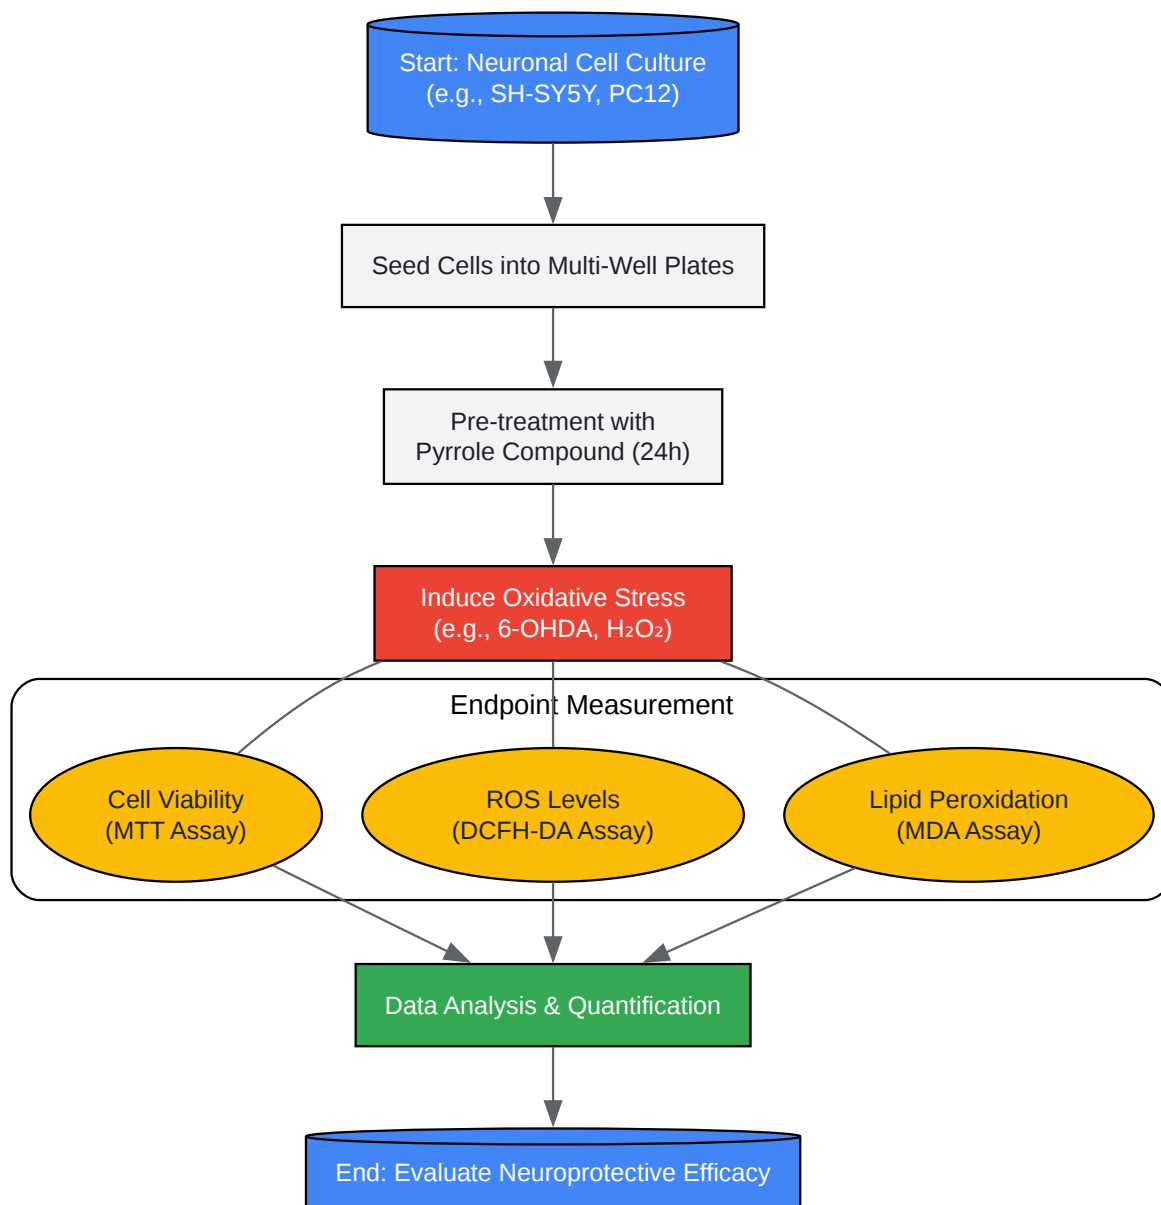 Start: Neuronal Cell Culture
(e.g., SH-SY5Y, PC12)
Seed Cells into Multi-Well Plates
Pre-treatment with
Pyrrole Compound (24h)
Induce Oxidative Stress
(e.g., 6-OHDA, H₂O₂)
Endpoint Measurement
Cell Viability
(MTT Assay)
ROS Levels
(DCFH-DA Assay)
Lipid Peroxidation
(MDA Assay)
Data Analysis & Quantification
End: Evaluate Neuroprotective Efficacy